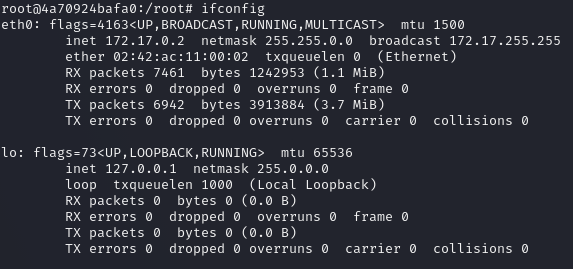 root@4a70924bafa0:/root# ifconfig
eth0: flags=4163<UP,BROADCAST,RUNNING,MULTICAST>  mtu 1500
        inet 172.17.0.2  netmask 255.255.0.0  broadcast 172.17.255.255
        ether 02:42:ac:11:00:02  txqueuelen 0  (Ethernet)
        RX packets 7461  bytes 1242953 (1.1 MiB)
        RX errors 0  dropped 0  overruns 0  frame 0
        TX packets 6942  bytes 3913884 (3.7 MiB)
        TX errors 0  dropped 0 overruns 0  carrier 0  collisions 0

lo: flags=73<UP,LOOPBACK,RUNNING>  mtu 65536
        inet 127.0.0.1  netmask 255.0.0.0
        loop  txqueuelen 1000  (Local Loopback)
        RX packets 0  bytes 0 (0.0 B)
        RX errors 0  dropped 0  overruns 0  frame 0
        TX packets 0  bytes 0 (0.0 B)
        TX errors 0  dropped 0 overruns 0  carrier 0  collisions 0